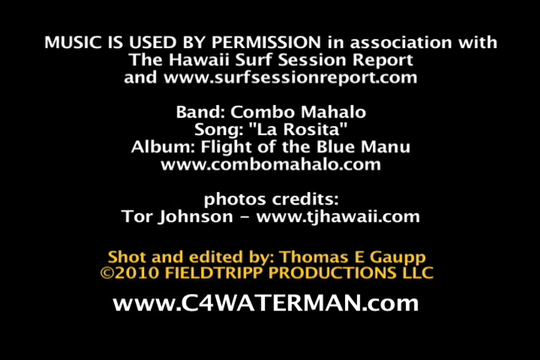 MUSIC IS USED BY PERMISSION in association with
The Hawaii Surf Session Report
and www.surfsessionreport.com
Band: Combo Mahalo
Song: "La Rosita"
Album: Flight of the Blue Manu
www.combomahalo.com
photos credits:
Tor Johnson - www.tjhawaii.com
Shot and edited by: Thomas E Gaupp
©2010 FIELDTRIPP PRODUCTIONS LLC
www.C4WATERMAN.com